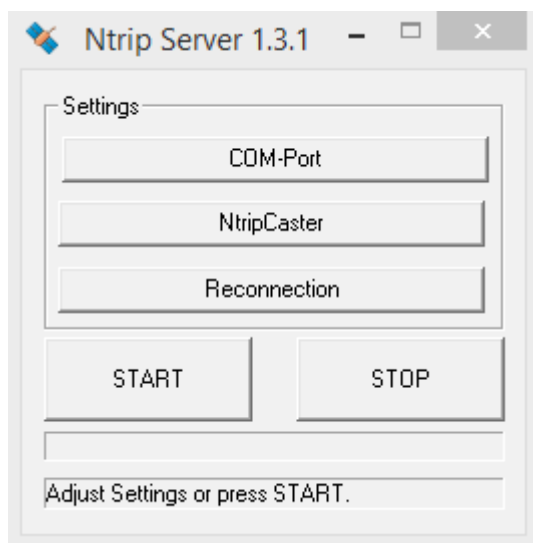 Ntrip Server 1.3.1
Settings
COM-Port
NtripCaster
Reconnection
START STOP
Adjust Settings or press START.